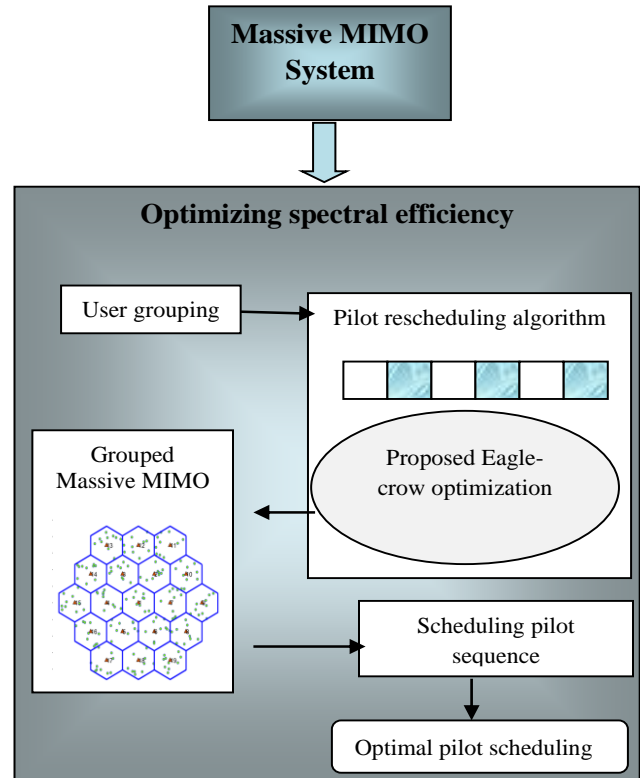 Massive MIMO
System
Optimizing spectral efficiency
User grouping
Pilot rescheduling algorithm
Proposed Eagle-
crow optimization
Grouped
Massive MIMO
Scheduling pilot
sequence
Optimal pilot scheduling